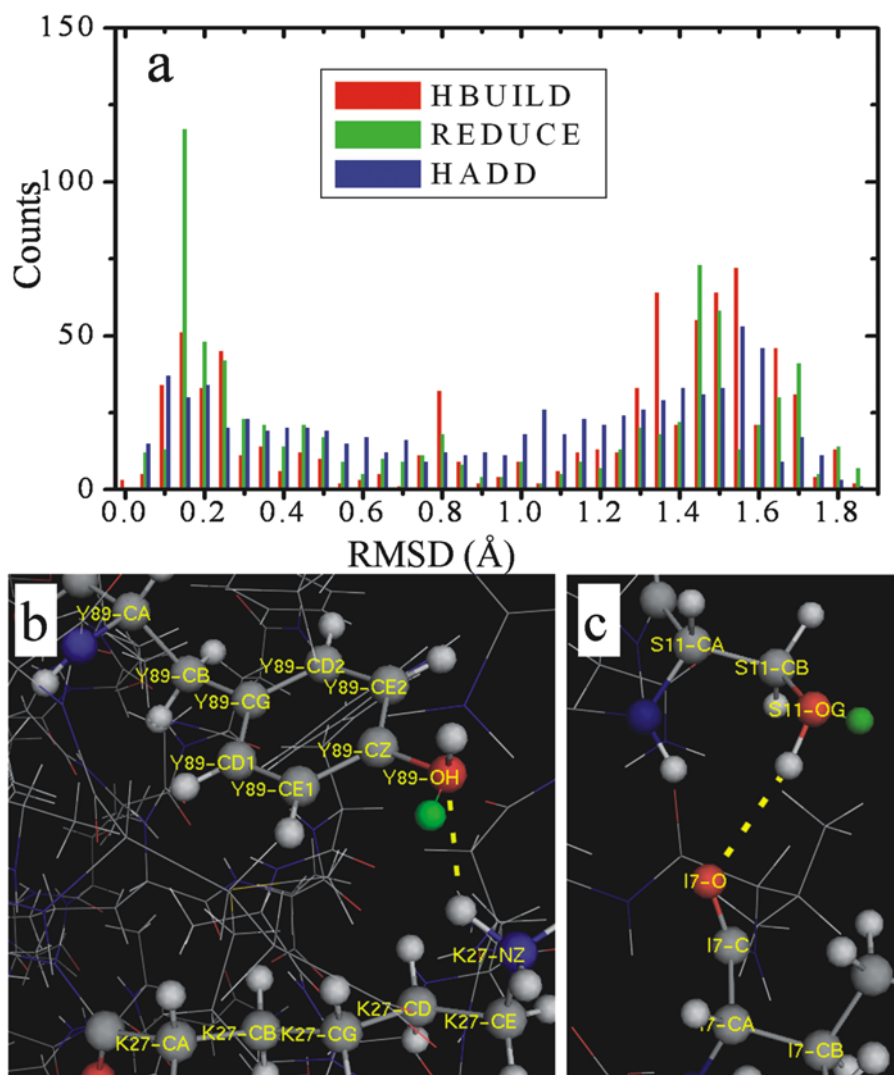 150
a
HBUILD
REDUCE
HADD
100
Counts
50
0
0.0 0.2 0.4 0.6 0.8 1.0 1.2 1.4 1.6 1.8
RMSD (Å)
b
Y89-CA
Y89-CB
Y89-CD2
Y89-CG
Y89-CE2
Y89-CD1
Y89-CZ
Y89-CE1
Y89-OH
K27-NZ
K27-CA
K27-CB
K27-CG
K27-CD
K27-CE
c
S11-CA
S11-CB
S11-OG
I7-O
I7-C
I7-CA
I7-CB